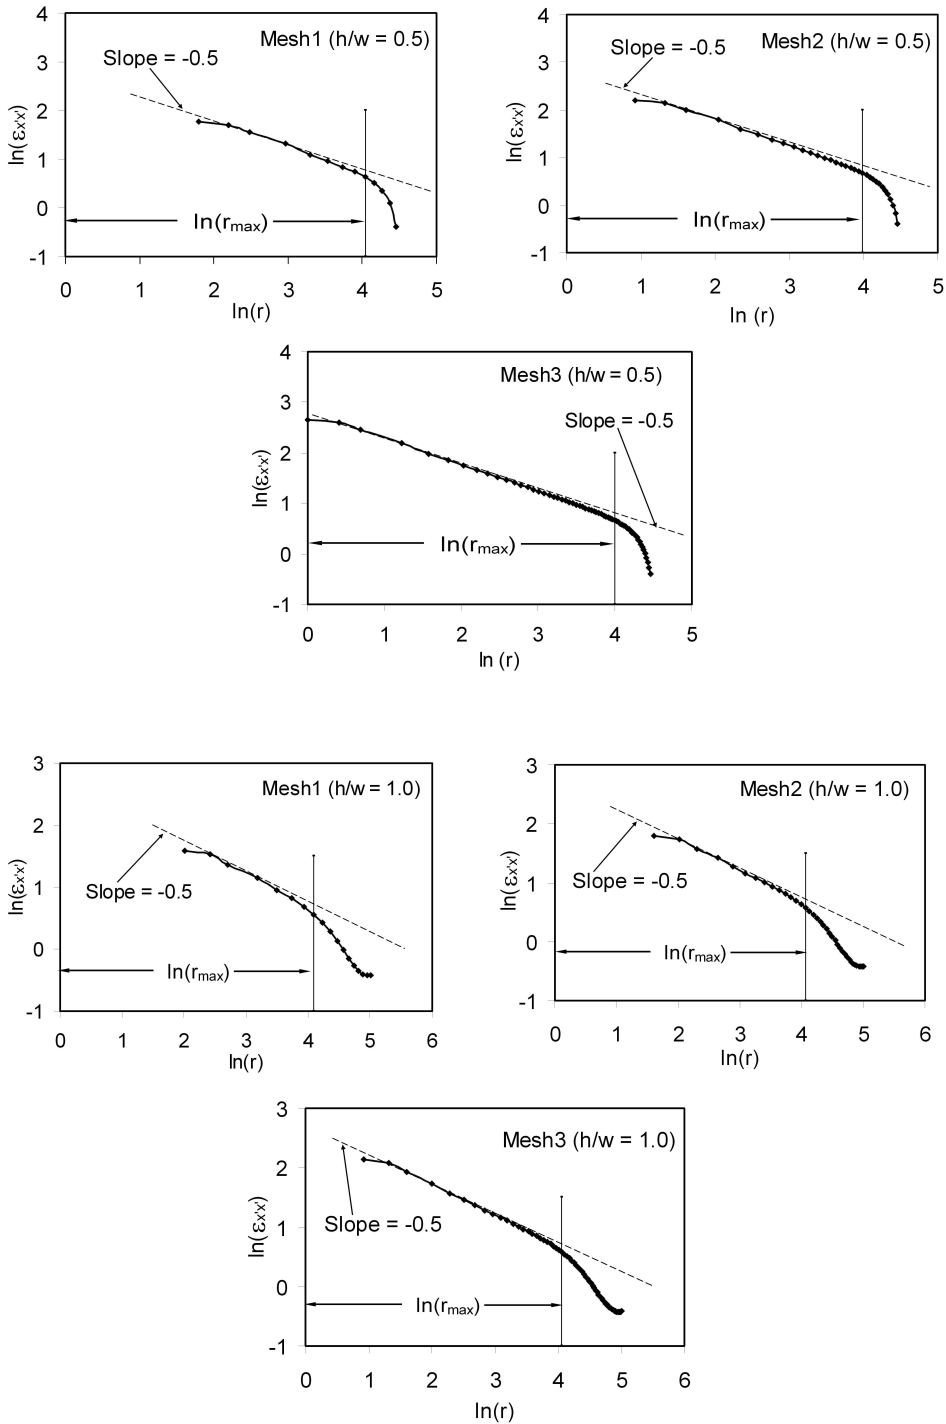 Mesh1 (h/w = 0.5)
Slope = -0.5
ln(εx'x')
4
3
2
1
0
-1
ln(rmax)
0 1 2 3 4 5
ln(r)
Mesh2 (h/w = 0.5)
Slope = -0.5
ln( εx'x')
4
3
2
1
0
-1
ln(rmax)
0 1 2 3 4 5
ln (r)
Mesh3 (h/w = 0.5)
Slope = -0.5
ln(εx'x')
4
3
2
1
0
-1
ln(rmax)
0 1 2 3 4 5
ln (r)
Mesh1 (h/w = 1.0)
Slope = -0.5
ln(εx'x')
3
2
1
0
-1
ln(rmax)
0 1 2 3 4 5 6
ln(r)
Mesh2 (h/w = 1.0)
Slope = -0.5
ln( εx'x')
3
2
1
0
-1
ln(rmax)
0 1 2 3 4 5 6
ln(r)
Mesh3 (h/w = 1.0)
Slope = -0.5
ln( εx'x')
3
2
1
0
-1
ln(rmax)
0 1 2 3 4 5 6
ln(r)